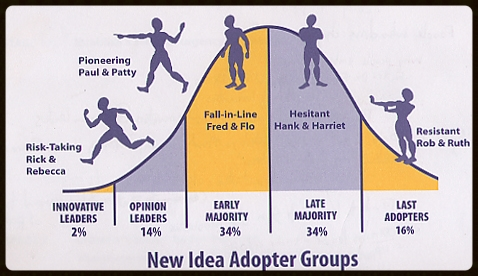 Pioneering
Paul & Patty
Risk-Taking
Rick &
Rebecca
Fall-in-Line
Fred & Flo
Hesitant
Hank & Harriet
Resistant
Rob & Ruth
INNOVATIVE
LEADERS
2%
OPINION
LEADERS
14%
EARLY
MAJORITY
34%
LATE
MAJORITY
34%
LAST
ADOPTERS
16%
New Idea Adopter Groups